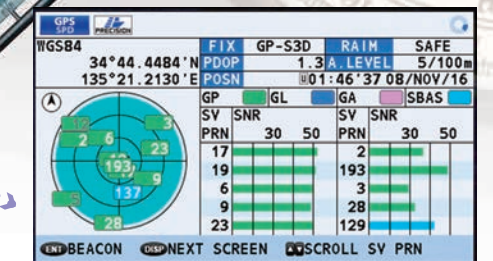 GPS SPD PRECISION
WGS84 FIX GP-S3D RAIM SAFE
34°44.4484'N PDOP 1.3 A.LEVEL 5/100m
135°21.2130'E POSN U01:46'37 08/NOV/16
GP GL GA SBAS
SV SNR SV SNR
PRN 30 50 PRN 30 50
17 2
19 193
6 3
9 28
23 129
3
2 6
23
193
9
137
5
28
ENT BEACON DISP NEXT SCREEN SCROLL SV PRN